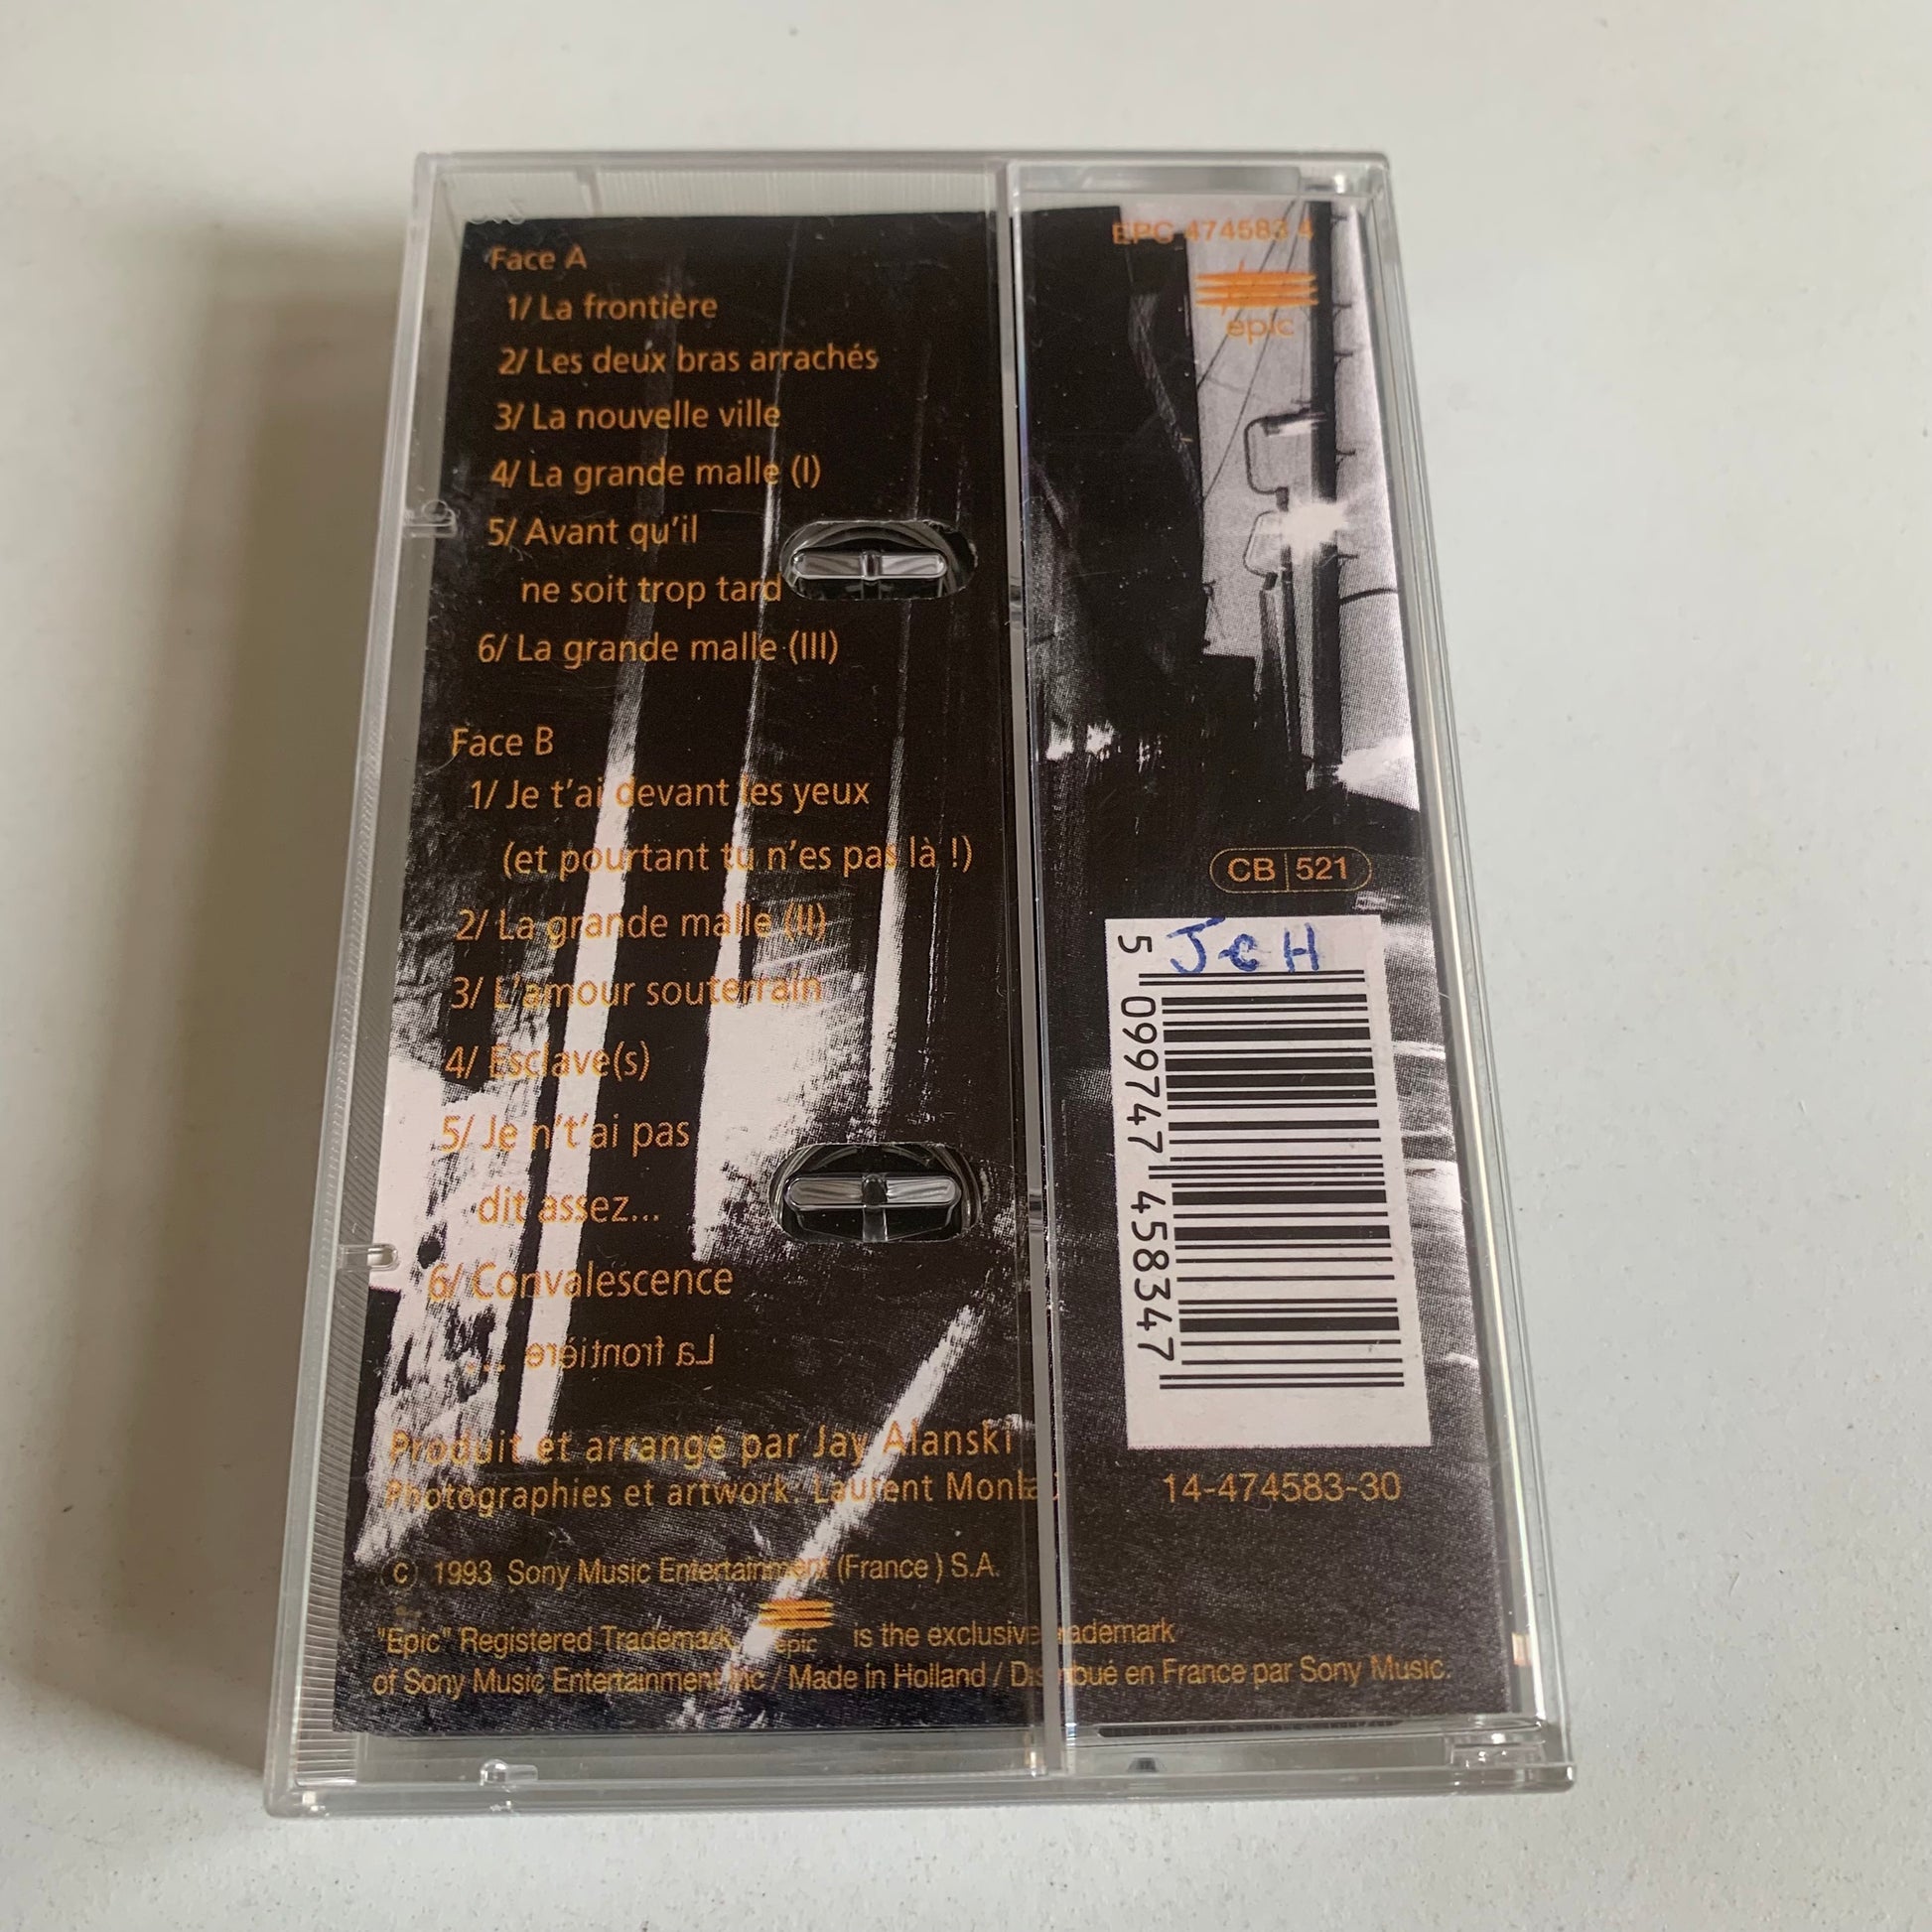 Face A
1/ La frontière
2/ Les deux bras arrachés
3/ La nouvelle ville
4/ La grande malle (I)
5/ Avant qu'il
ne soit trop tard
6/ La grande malle (III)
Face B
1/ Je t'ai devant les yeux
(et pourtant tu n'es pas là !)
2/ La grande malle (II)
3/ L'amour souterrain
4/ Esclave(s)
5/ Je n't'ai pas
dit assez...
6/ Convalescence
La frontière ...
Produit et arrangé par Jay Alanski
Photographies et artwork: Laurent
© 1993 Sony Music Entertainment (France) S.A.
"Epic" Registered Trademark epic is the exclusive trademark
of Sony Music Entertainment Inc / Made in Holland / Distribué en France par Sony Music.
EPC 474583 4
epic
CB 521
JCH
5 099747 458347
14-474583-30